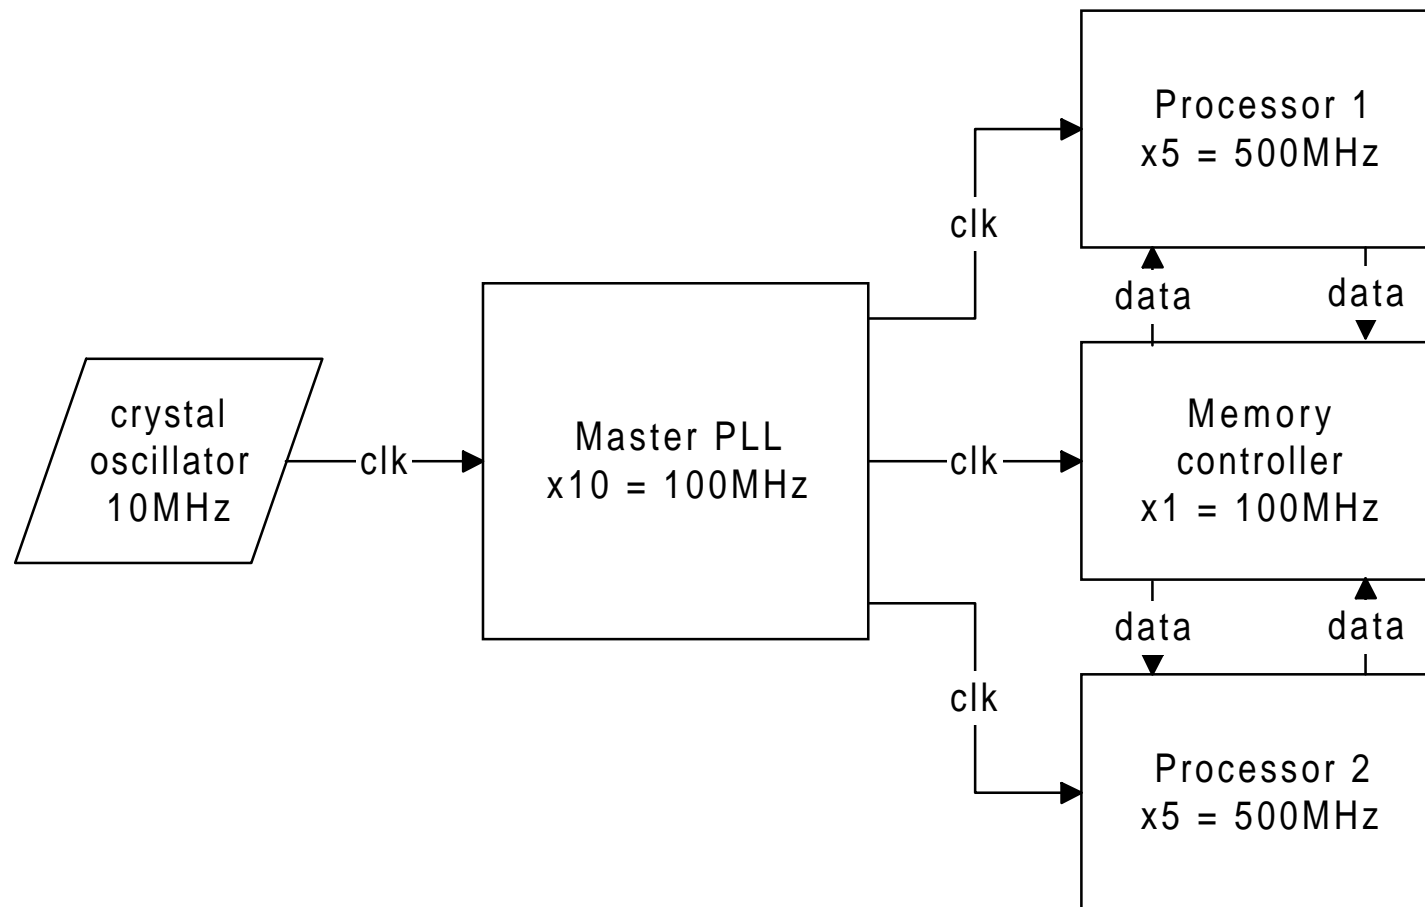 Processor 1
x5 = 500MHz
clk
data
data
crystal
oscillator
10MHz
clk
Master PLL
x10 = 100MHz
clk
Memory
controller
x1 = 100MHz
data
data
clk
Processor 2
x5 = 500MHz